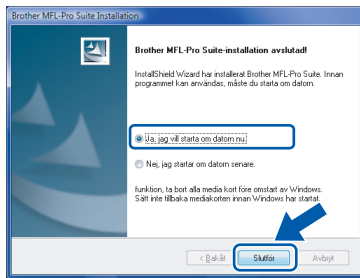 Brother MFL-Pro Suite Installation
Brother MFL-Pro Suite-installation avslutad!
InstallShield Wizard har installerat Brother MFL-Pro Suite. Innan
programmet kan användas, måste du starta om datorn.
Ja, jag vill starta om datorn nu.
Nej, jag startar om datorn senare.
funktion, ta bort alla media kort före omstart av Windows.
Sätt inte tillbaka mediakorten innan Windows har startat.
< Bakåt
Slutför
Avbryt